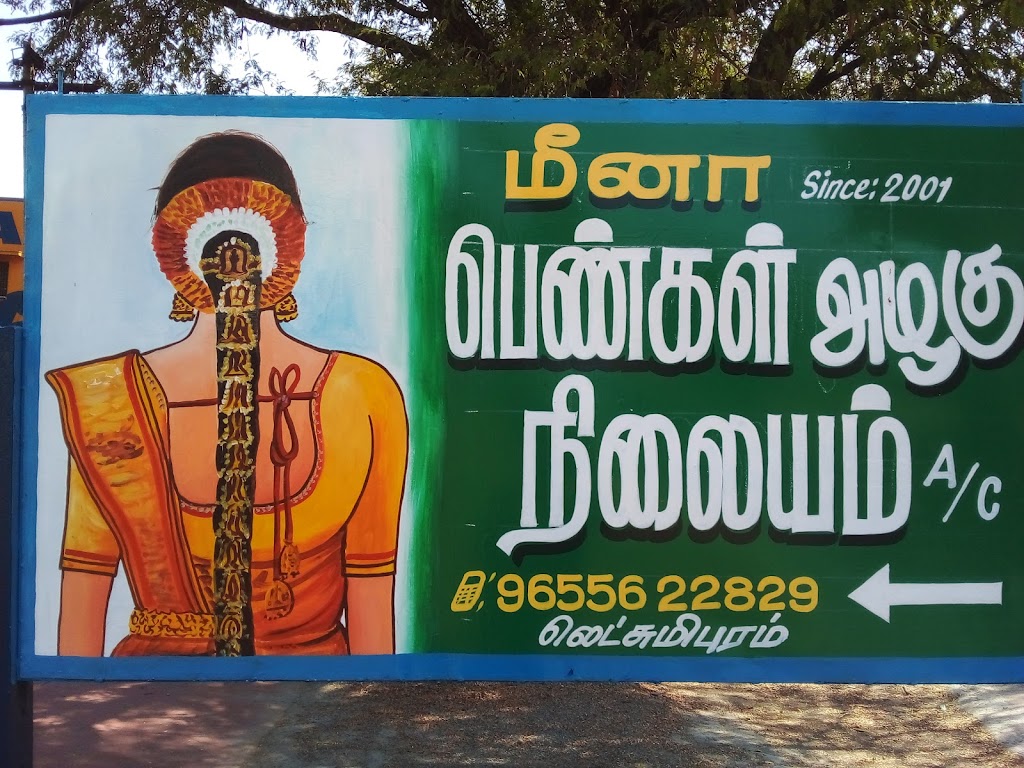 மீனா Since: 2001
பெண்கள் அழகு
நிலையம் A/C
96556 22829
லெட்சுமிபுரம்